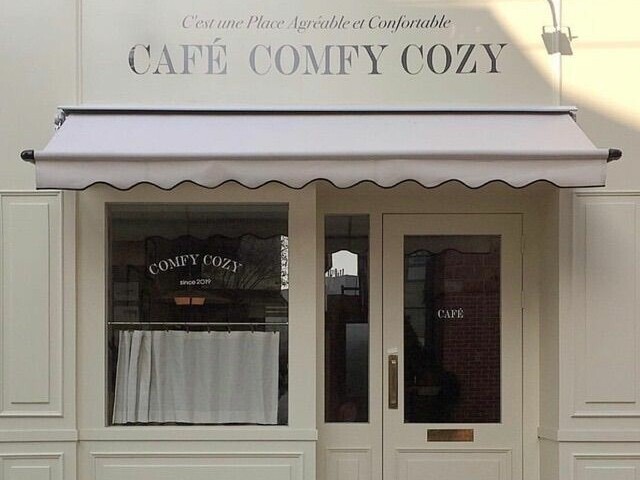 C'est une Place Agréable et Confortable
CAFÉ COMFY COZY
COMFY COZY
since 2019
CAFÉ